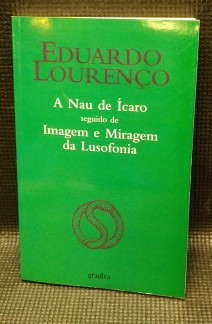 EDUARDO
LOURENÇO
A Nau de Ícaro
seguido de
Imagem e Miragem
da Lusofonia
gradiva